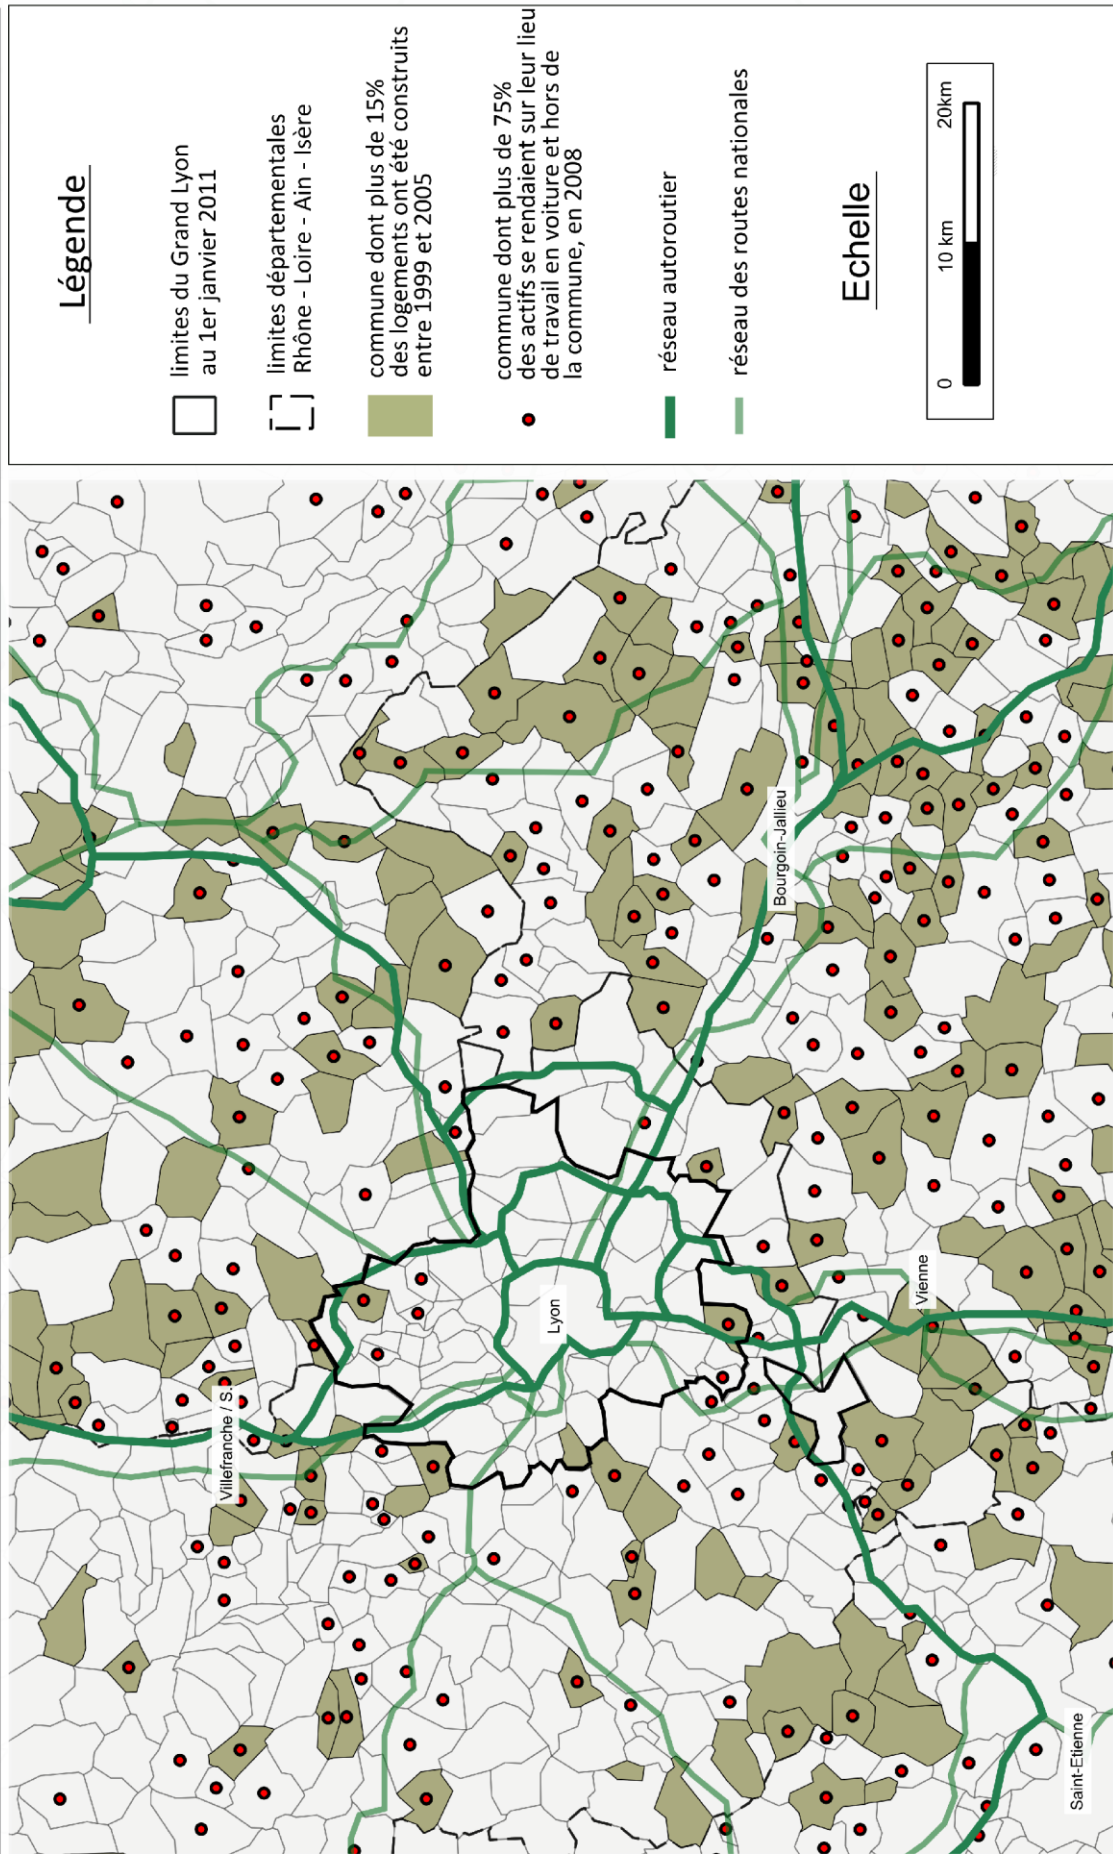 Légende
limites du Grand Lyon
au 1er janvier 2011
limites départementales
Rhône - Loire - Ain - Isère
commune dont plus de 15%
des logements ont été construits
entre 1999 et 2005
commune dont plus de 75%
des actifs se rendaient sur leur lieu
de travail en voiture et hors de
la commune, en 2008
réseau autoroutier
réseau des routes nationales
Echelle
0 10 km 20km
Villefranche / S.
Lyon
Bourgoin-Jallieu
Vienne
Saint-Etienne